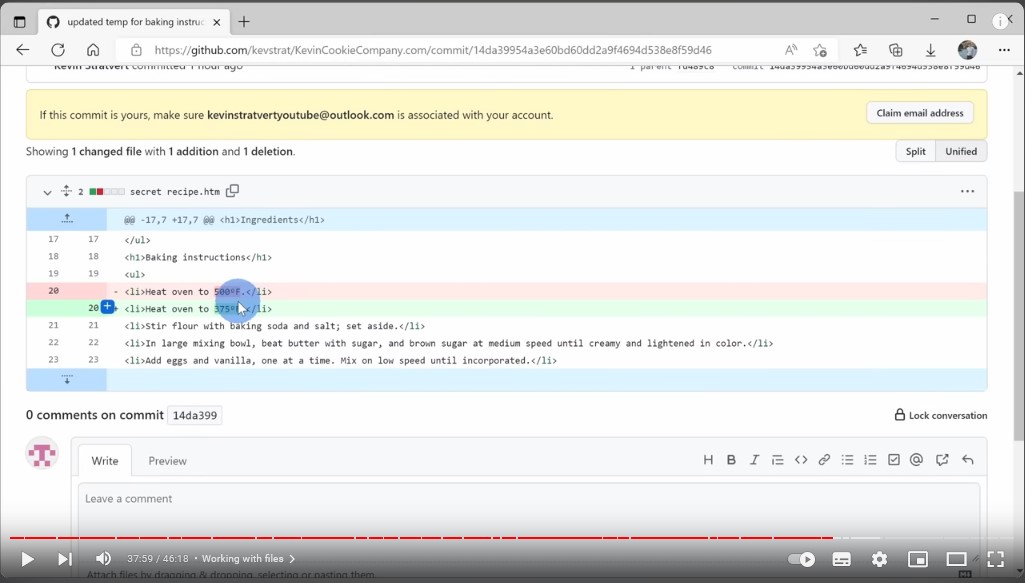 updated temp for baking instruc
https://github.com/kevstrat/KevinCookieCompany.com/commit/14da39954a3e60bd60dd2a9f4694d538e8f59d46
Kevin Stratvert committed 1 hour ago 1 parent fd489ca commit 14da39954a3e60bd60dd2a9f4694d538e8f59d46
If this commit is yours, make sure kevinstratvertyoutube@outlook.com is associated with your account. Claim email address
Showing 1 changed file with 1 addition and 1 deletion. Split Unified
2 secret recipe.htm
@@ -17,7 +17,7 @@ <h1>Ingredients</h1>
17 17 </ul>
18 18 <h1>Baking instructions</h1>
19 19 <ul>
20 - <li>Heat oven to 500ºF.</li>
20 + <li>Heat oven to 375ºF.</li>
21 21 <li>Stir flour with baking soda and salt; set aside.</li>
22 22 <li>In large mixing bowl, beat butter with sugar, and brown sugar at medium speed until creamy and lightened in color.</li>
23 23 <li>Add eggs and vanilla, one at a time. Mix on low speed until incorporated.</li>
0 comments on commit 14da399 Lock conversation
Write Preview
Leave a comment
37:59 / 46:18 • Working with files
Attach files by dragging & dropping, selecting or pasting them.